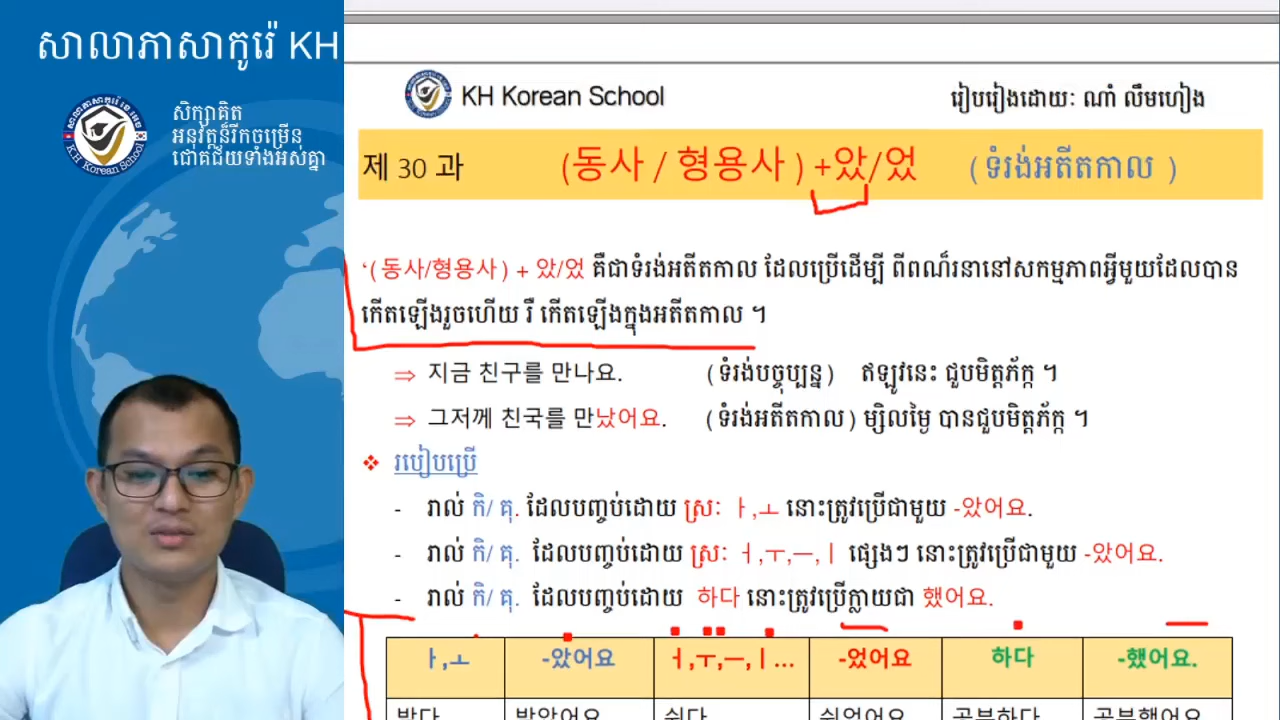 សាលាភាសាកូរ៉េ KH
សិក្សាគិត
អនុវត្តន៍រីកចម្រើន
ជោគជ័យទាំងអស់គ្នា
KH Korean School
រៀបរៀងដោយៈ ណាំ លឹមហៀង
제 30 과 (동사 / 형용사 ) +았/었 (ទំរង់អតីតកាល )
‘(동사/형용사) + 았/었 គឺជាទំរង់អតីតកាល ដែលប្រើដើម្បី ពីពណ៌រនានៅសកម្មភាពអ្វីមួយដែលបាន
កើតឡើងរួចហើយ រឺ កើតឡើងក្នុងអតីតកាល ។
⇒ 지금 친구를 만나요. (ទំរង់បច្ចុប្បន្ន) ឥឡូវនេះ ជួបមិត្តភ័ក្ក ។
⇒ 그저께 친국를 만났어요. (ទំរង់អតីតកាល) ម្សិលម្ងៃ បានជួបមិត្តភ័ក្ក ។
❖ របៀបប្រើ
- រាល់ កិ/ គុ. ដែលបញ្ចប់ដោយ ស្រៈ ㅏ,ㅗ នោះត្រូវប្រើជាមួយ -았어요.
- រាល់ កិ/ គុ. ដែលបញ្ចប់ដោយ ស្រៈ ㅓ,ㅜ,ㅡ,ㅣ ផ្សេងៗ នោះត្រូវប្រើជាមួយ -았어요.
- រាល់ កិ/ គុ. ដែលបញ្ចប់ដោយ 하다 នោះត្រូវប្រើក្លាយជា 했어요.
ㅏ,ㅗ -았어요 ㅓ,ㅜ,ㅡ,ㅣ... -었어요 하다 -했어요.